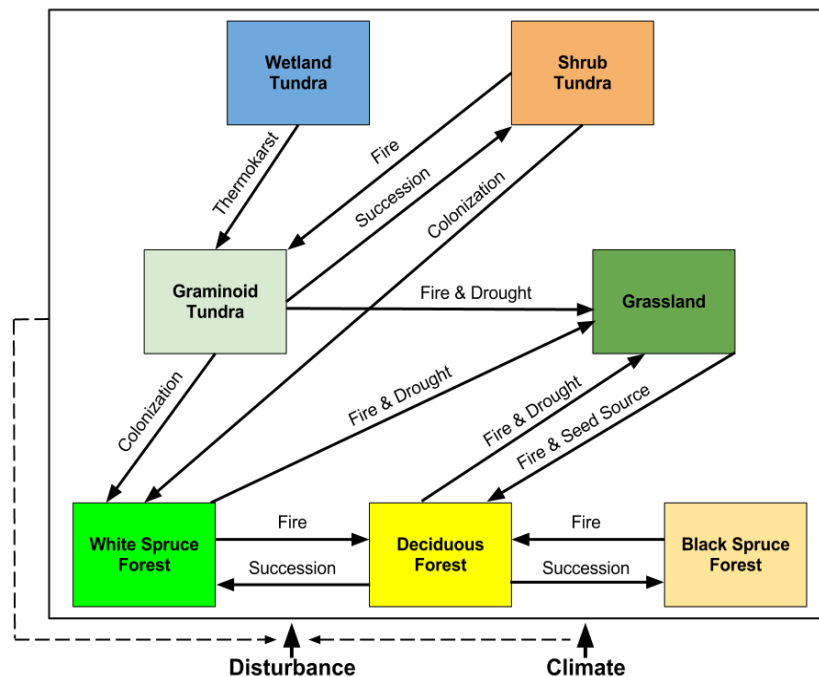 Wetland
Tundra
Shrub
Tundra
Thermokarst
Fire
Succession
Colonization
Graminoid
Tundra
Fire & Drought
Grassland
Colonization
Fire & Drought
Fire & Drought
Fire & Seed Source
White Spruce
Forest
Fire
Succession
Deciduous
Forest
Fire
Succession
Black Spruce
Forest
Disturbance
Climate